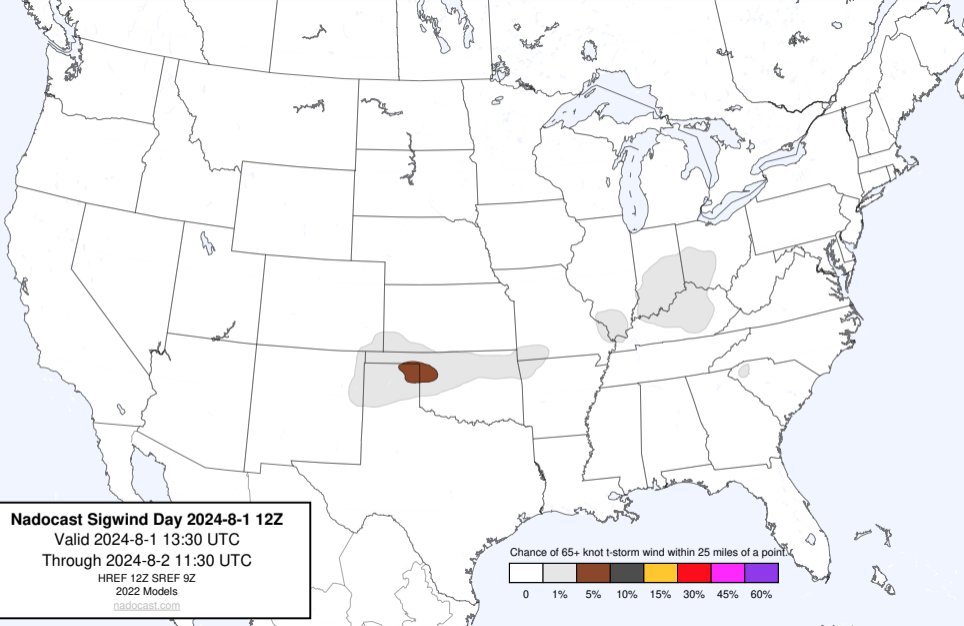 Nadocast Sigwind Day 2024-8-1 12Z
Valid 2024-8-1 13:30 UTC
Through 2024-8-2 11:30 UTC
HREF 12Z SREF 9Z
2022 Models
nadocast.com
Chance of 65+ knot t-storm wind within 25 miles of a point.
0 1% 5% 10% 15% 30% 45% 60%